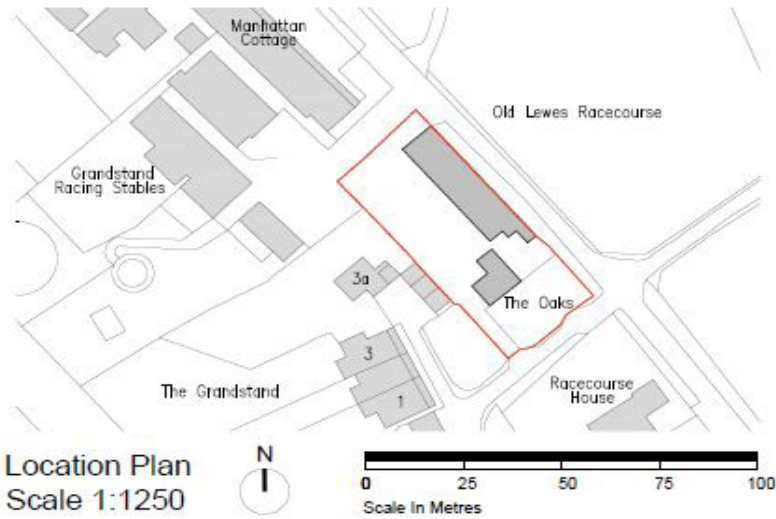 Manhattan
Cottage
Old Lewes Racecourse
Grandstand
Racing Stables
3a
The Oaks
3
The Grandstand
1
Racecourse
House
Location Plan
Scale 1:1250
N
0 25 50 75 100
Scale In Metres